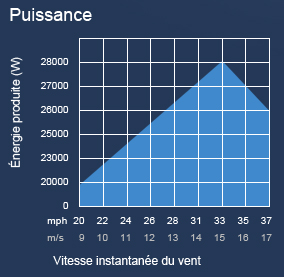 Puissance
Énergie produite (W)
28000
27000
26000
25000
23000
20000
0
mph 20 22 24 26 28 31 33 35 37
m/s 9 10 11 12 13 14 15 16 17
Vitesse instantanée du vent